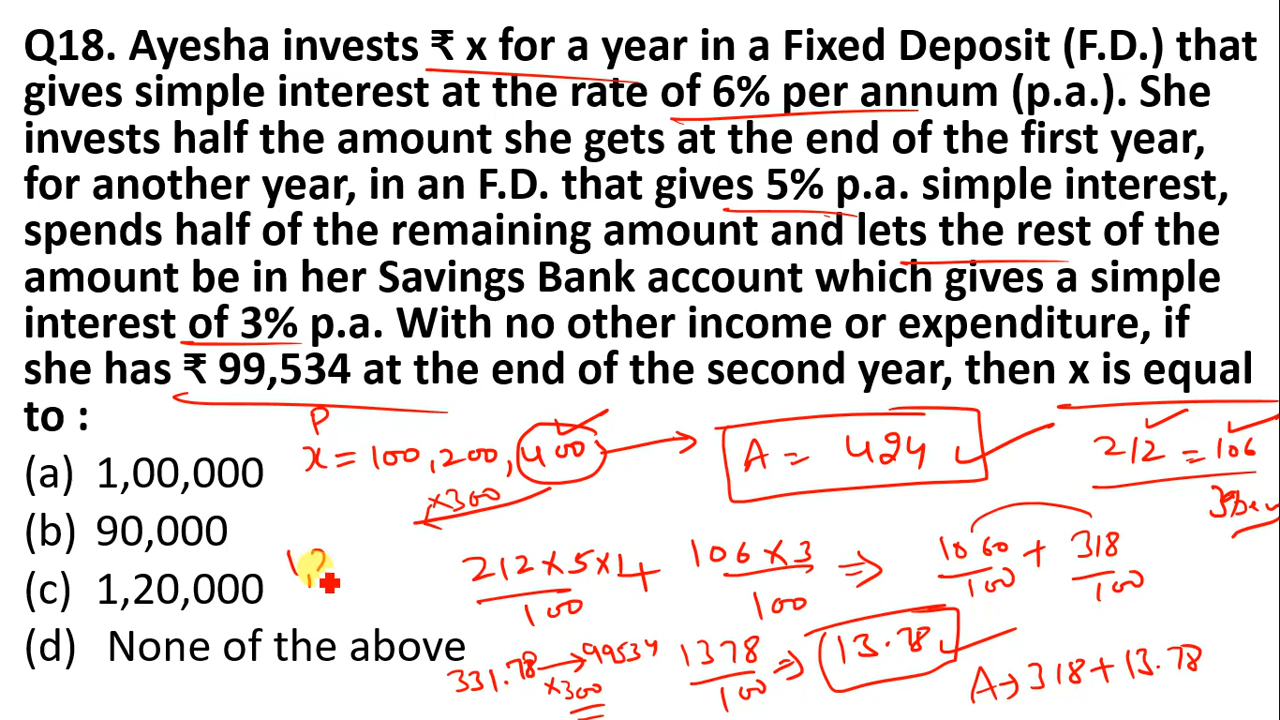 Q18. Ayesha invests ₹ x for a year in a Fixed Deposit (F.D.) that
gives simple interest at the rate of 6% per annum (p.a.). She
invests half the amount she gets at the end of the first year,
for another year, in an F.D. that gives 5% p.a. simple interest,
spends half of the remaining amount and lets the rest of the
amount be in her Savings Bank account which gives a simple
interest of 3% p.a. With no other income or expenditure, if
she has ₹ 99,534 at the end of the second year, then x is equal
to :
(a) 1,00,000
(b) 90,000
(c) 1,20,000
(d) None of the above
P
x = 100, 200, 400
×300
A = 424
212 = 106
212×5×1/100 + 106×3/100 ⇒ 1060/100 + 318/100
331.78 → 99534
×300
1378/100 ⇒ 13.78
A → 318 + 13.78
12